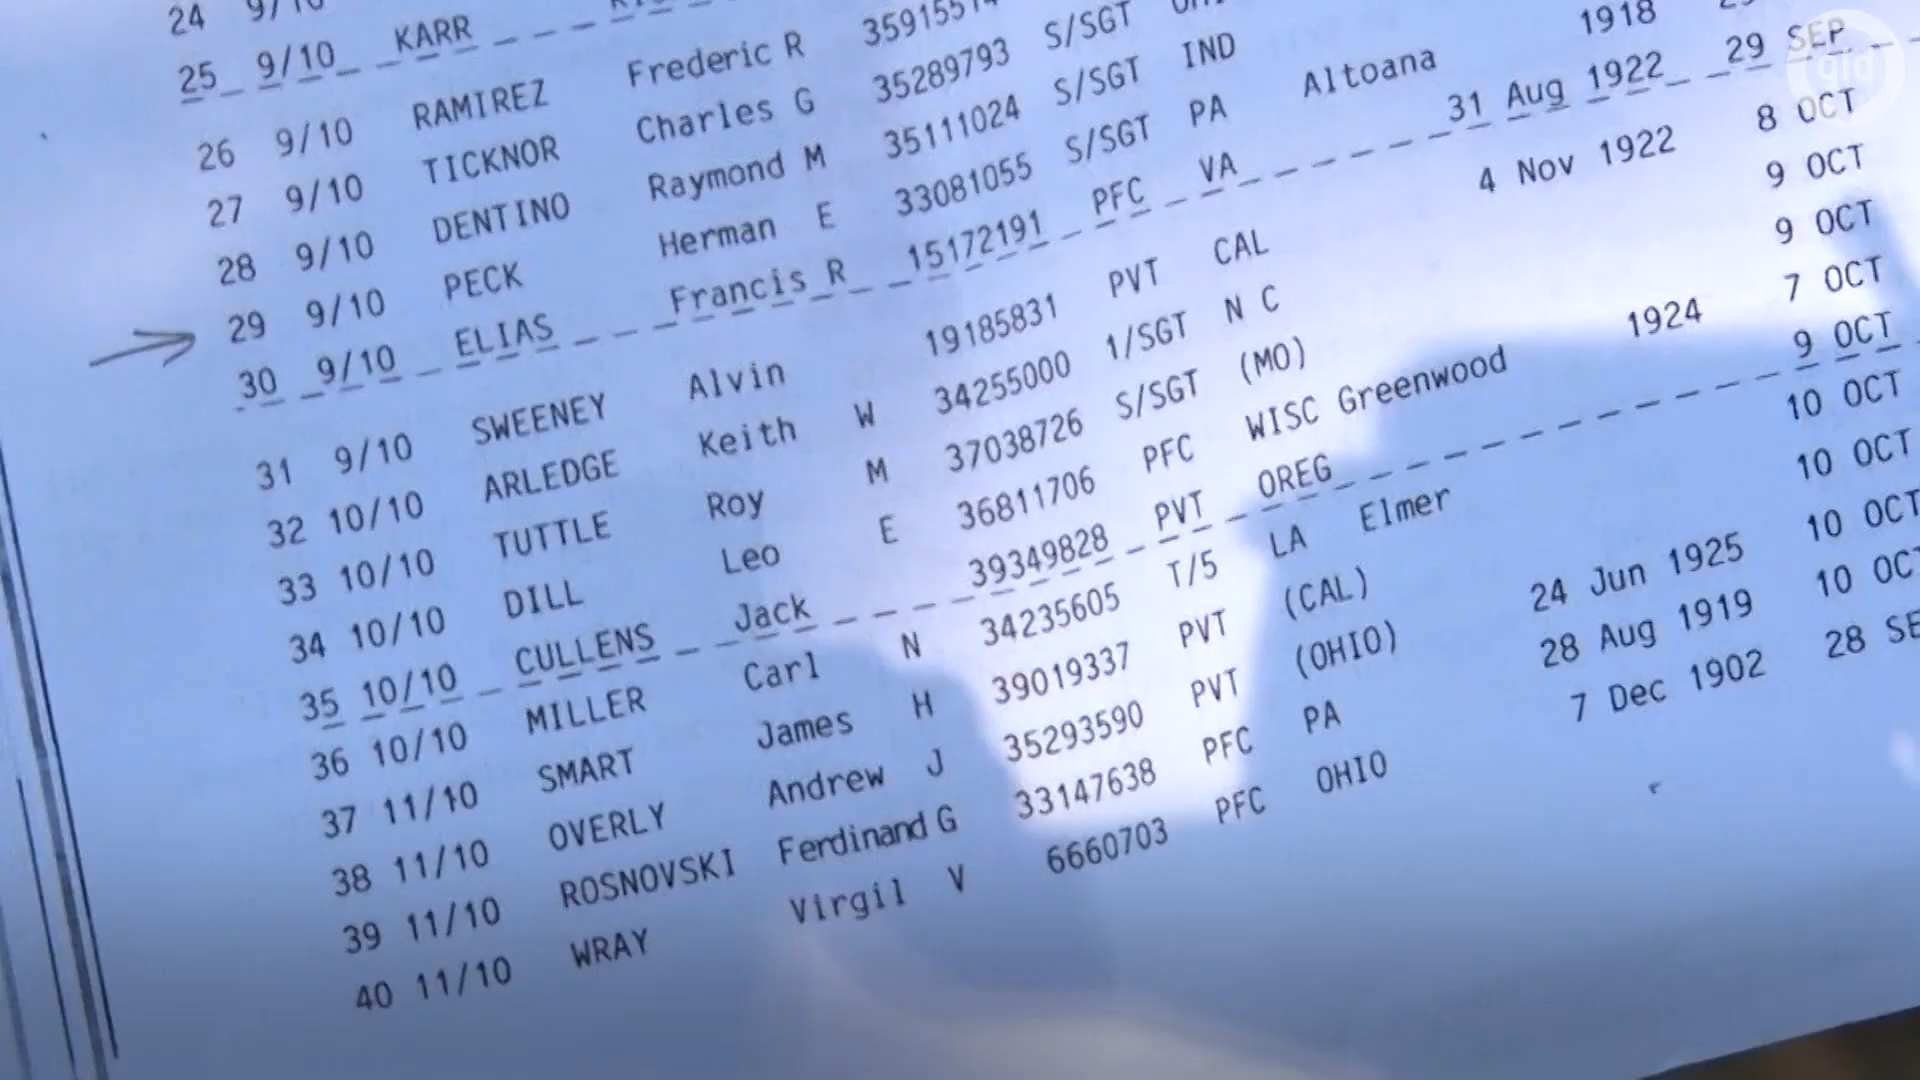 24 9/10
25 9/10 KARR
26 9/10 RAMIREZ Frederic R
27 9/10 TICKNOR Charles G 35289793 S/SGT
28 9/10 DENTINO Raymond M 35111024 S/SGT IND
29 9/10 PECK Herman E 33081055 S/SGT PA Altoana 1918
30 9/10 ELIAS Francis R 15172191 PFC VA 31 Aug 1922 29 SEP
31 9/10 SWEENEY Alvin 19185831 PVT CAL 4 Nov 1922 8 OCT
32 10/10 ARLEDGE Keith W 34255000 1/SGT N C 9 OCT
33 10/10 TUTTLE Roy M 37038726 S/SGT (MO) 9 OCT
34 10/10 DILL Leo E 36811706 PFC WISC Greenwood 1924 7 OCT
35 10/10 CULLENS Jack 39349828 PVT OREG 9 OCT
36 10/10 MILLER Carl N 34235605 T/5 LA Elmer 10 OCT
37 11/10 SMART James H 39019337 PVT (CAL) 10 OCT
38 11/10 OVERLY Andrew J 35293590 PVT (OHIO) 24 Jun 1925 10 OCT
39 11/10 ROSNOVSKI Ferdinand G 33147638 PFC PA 28 Aug 1919 10 OC
40 11/10 WRAY Virgil V 6660703 PFC OHIO 7 Dec 1902 28 SE